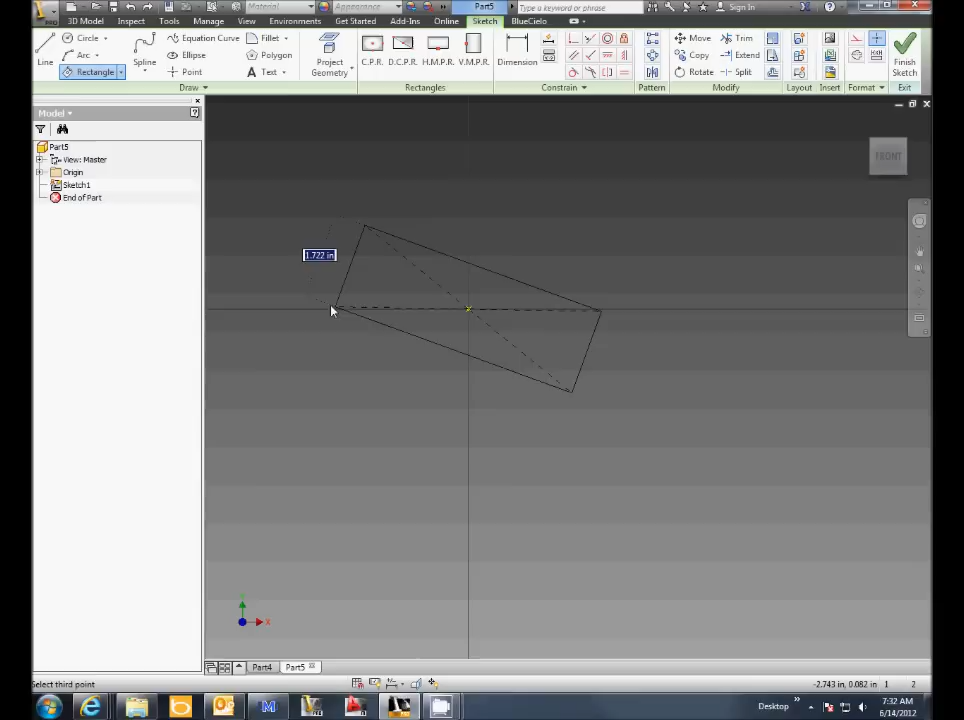 PRO
Material
Appearance
Part5
Type a keyword or phrase
Sign In
3D Model Inspect Tools Manage View Environments Get Started Add-Ins Online Sketch BlueCielo
Line
Circle
Arc
Rectangle
Spline
Equation Curve
Ellipse
Point
Fillet
Polygon
Text
Project
Geometry
C.P.R. D.C.P.R. H.M.P.R. V.M.P.R.
Dimension
Move
Copy
Rotate
Trim
Extend
Split
Finish
Sketch
Draw Rectangles Constrain Pattern Modify Layout Insert Format Exit
Model
Part5
View: Master
Origin
Sketch1
End of Part
FRONT
1.722 in
X
Part4 Part5
Select third point
-2.743 in, 0.082 in 1 2
Desktop
7:32 AM
6/14/2012